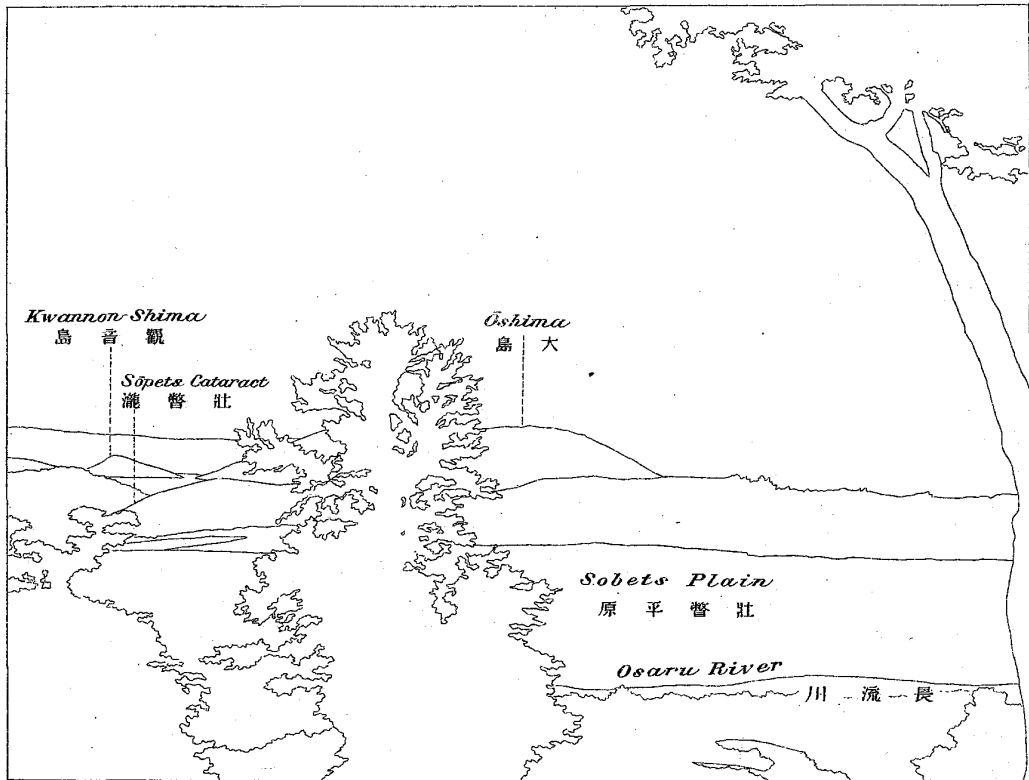 Kwannon Shima
觀音島
Sōpets Cataract
壯瞥瀧
Ōshima
大島
Sobets Plain
壯瞥平原
Osaru River
長流川